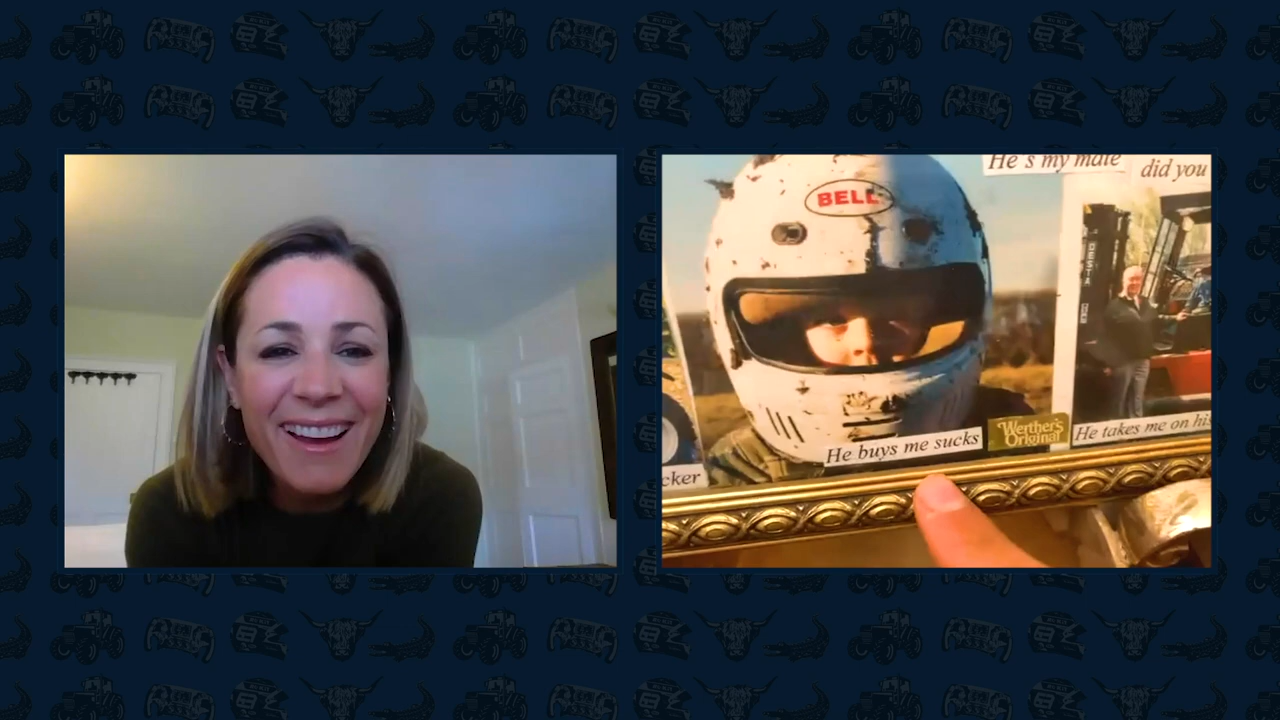 He's my mate
did you
BELL
He buys me sucks
Werther's
Original
He takes me on his
cker